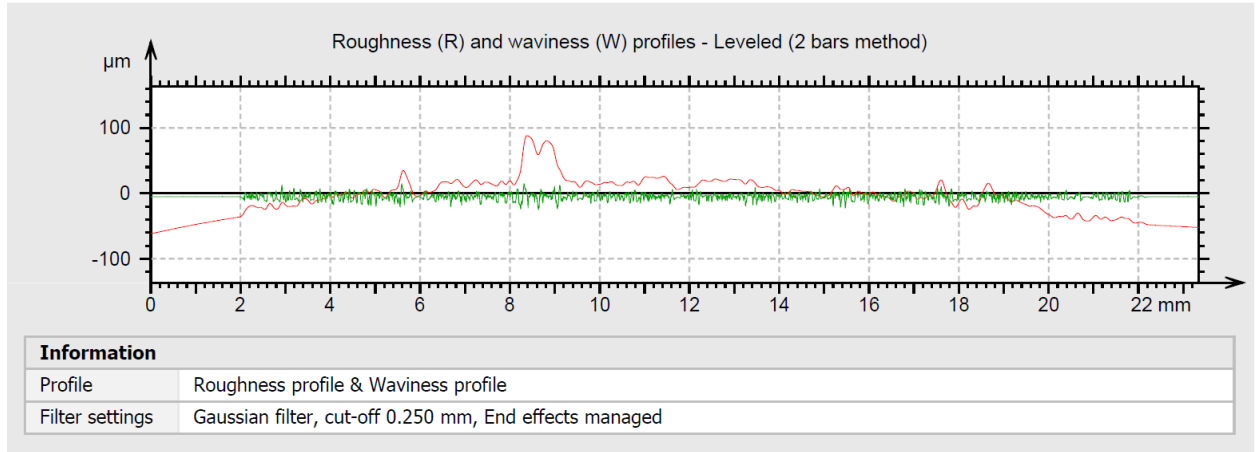 Roughness (R) and waviness (W) profiles - Leveled (2 bars method)
µm
100
0
-100
0 2 4 6 8 10 12 14 16 18 20 22 mm
Information
Profile Roughness profile & Waviness profile
Filter settings Gaussian filter, cut-off 0.250 mm, End effects managed